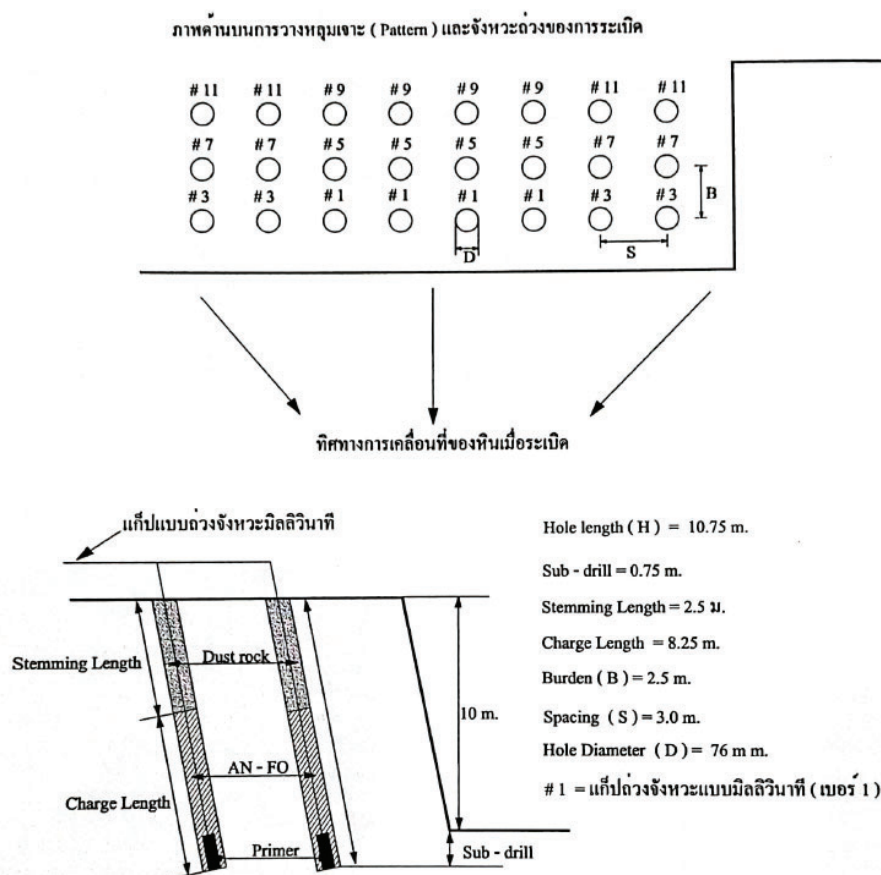 ภาพด้านบนการวางหลุมเจาะ ( Pattern ) และจังหวะถ่วงของการระเบิด
# 11 # 11 # 9 # 9 # 9 # 9 # 11 # 11
# 7 # 7 # 5 # 5 # 5 # 5 # 7 # 7
# 3 # 3 # 1 # 1 # 1 # 1 # 3 # 3
B
S
D
ทิศทางการเคลื่อนที่ของหินเมื่อระเบิด
แก็ปแบบถ่วงจังหวะมิลลิวินาที
Stemming Length
Dust rock
AN - FO
Charge Length
Primer
10 m.
Sub - drill
Hole length ( H ) = 10.75 m.
Sub - drill = 0.75 m.
Stemming Length = 2.5 ม.
Charge Length = 8.25 m.
Burden ( B ) = 2.5 m.
Spacing ( S ) = 3.0 m.
Hole Diameter ( D ) = 76 m m.
# 1 = แก็ปถ่วงจังหวะแบบมิลลิวินาที ( เบอร์ 1 )